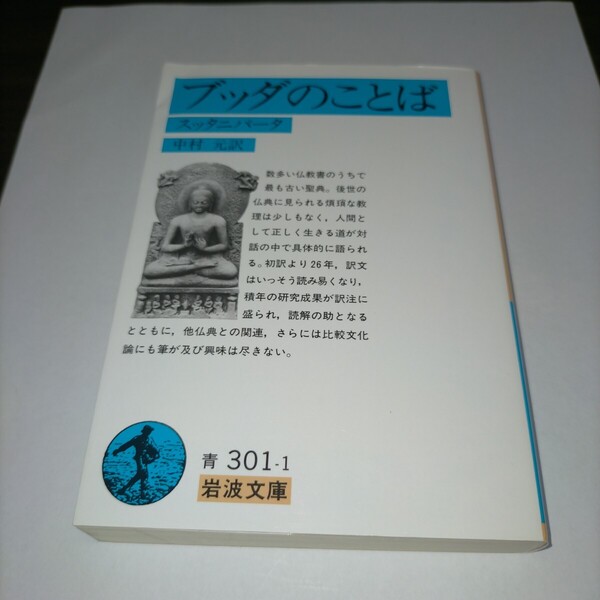 ブッダのことば
スッタニパータ
中村 元訳
数多い仏教書のうちで
最も古い聖典。後世の
仏典に見られる煩瑣な教
理は少しもなく，人間と
して正しく生きる道が対
話の中で具体的に語られ
る。初訳より26年，訳文
はいっそう読み易くなり，
積年の研究成果が訳注に
盛られ，読解の助となる
とともに，他仏典との関連，さらには比較文化
論にも筆が及び興味は尽きない。
青 301-1
岩波文庫